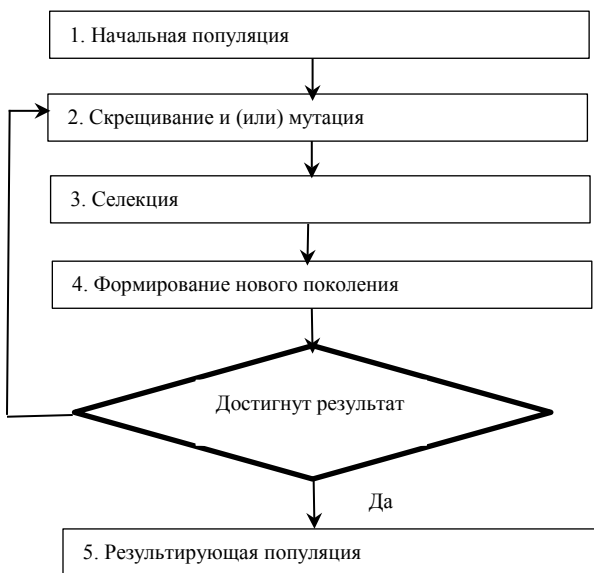 1. Начальная популяция
2. Скрещивание и (или) мутация
3. Селекция
4. Формирование нового поколения
Достигнут результат
Да
5. Результирующая популяция